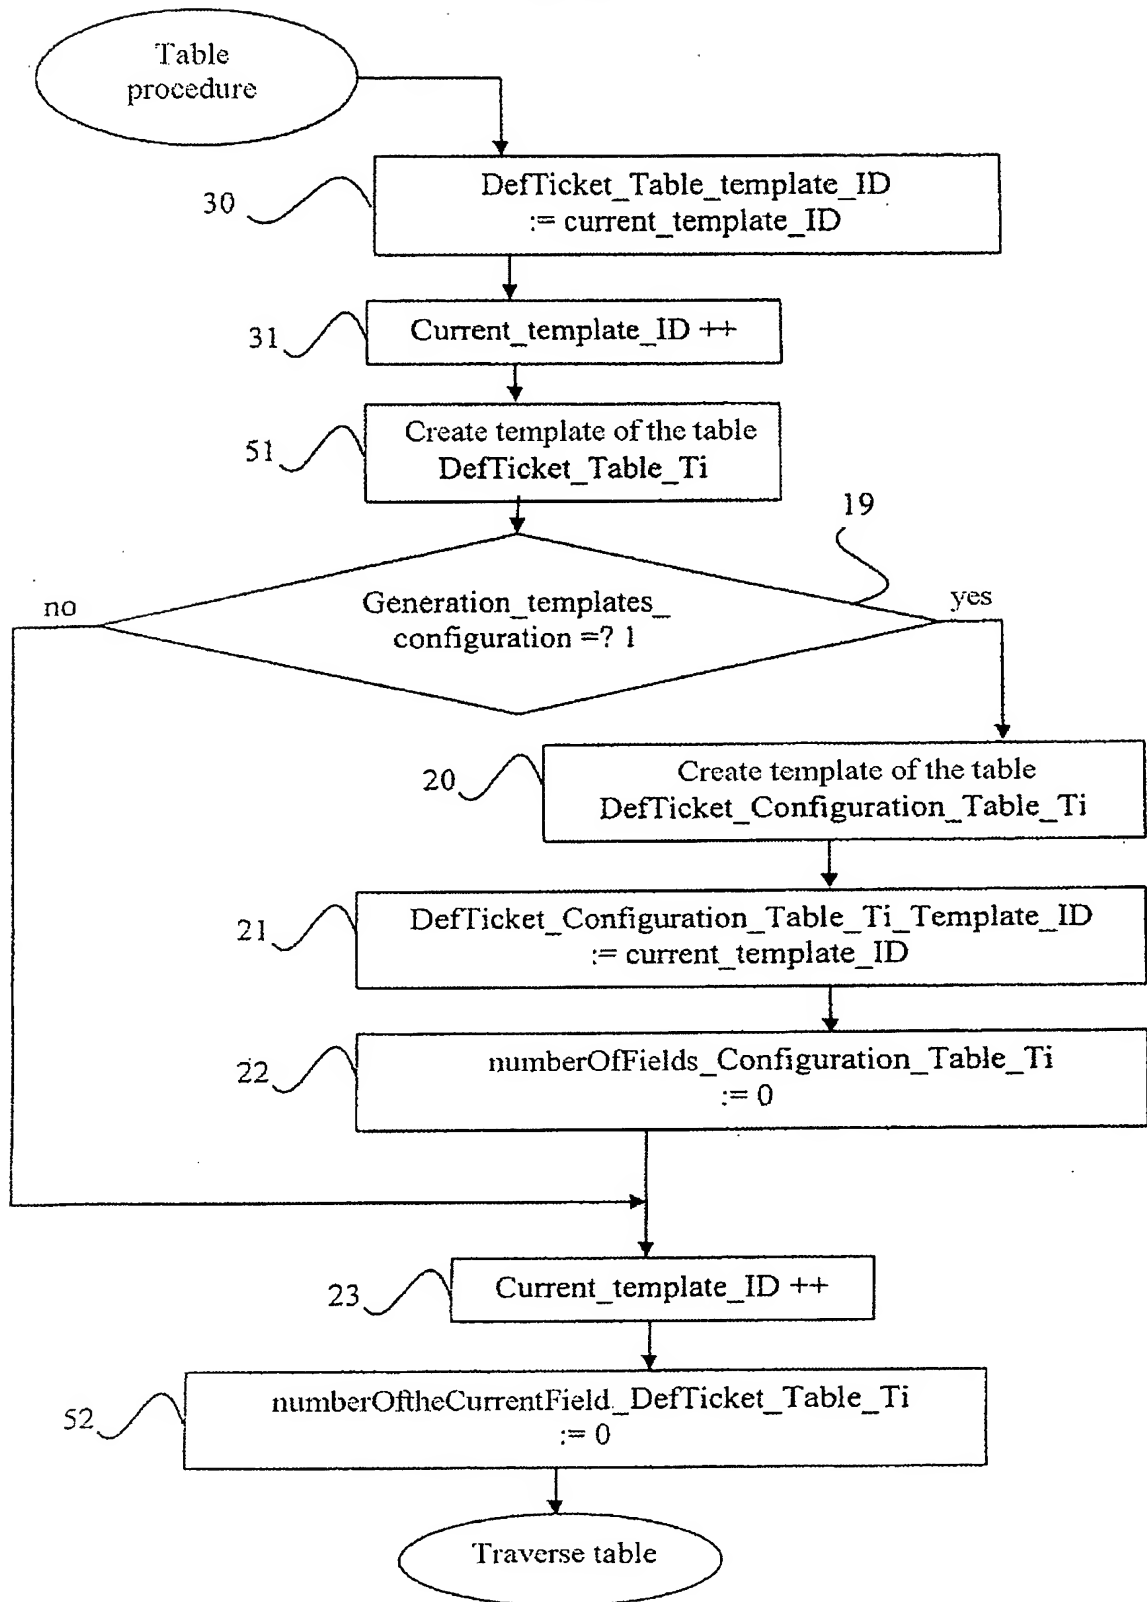 Table
procedure
30
DefTicket_Table_template_ID
:= current_template_ID
31
Current_template_ID ++
51
Create template of the table
DefTicket_Table_Ti
19
no
Generation_templates_
configuration =? 1
yes
20
Create template of the table
DefTicket_Configuration_Table_Ti
21
DefTicket_Configuration_Table_Ti_Template_ID
:= current_template_ID
22
numberOfFields_Configuration_Table_Ti
:= 0
23
Current_template_ID ++
52
numberOftheCurrentField_DefTicket_Table_Ti
:= 0
Traverse table